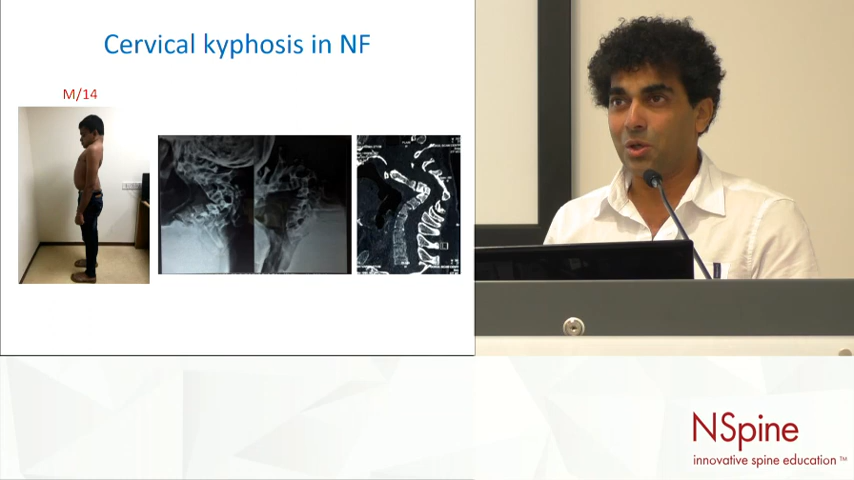 Cervical kyphosis in NF
M/14
NSpine
innovative spine education™